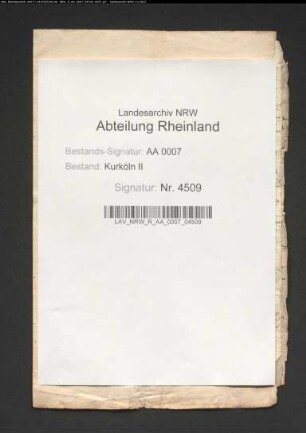 Landesarchiv NRW
Abteilung Rheinland
Bestands-Signatur: AA 0007
Bestand: Kurköln II
Signatur: Nr. 4509
LAV_NRW_R_AA_0007_04509